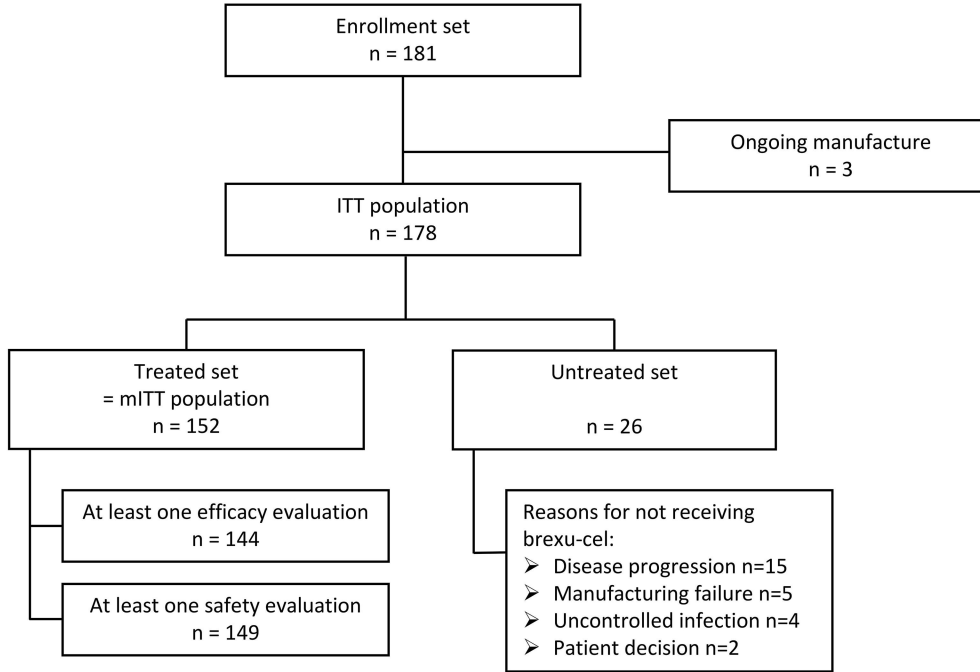 Enrollment set
n = 181
Ongoing manufacture
n = 3
ITT population
n = 178
Treated set
= mITT population
n = 152
Untreated set
n = 26
At least one efficacy evaluation
n = 144
At least one safety evaluation
n = 149
Reasons for not receiving
brexu-cel:
➢ Disease progression n=15
➢ Manufacturing failure n=5
➢ Uncontrolled infection n=4
➢ Patient decision n=2